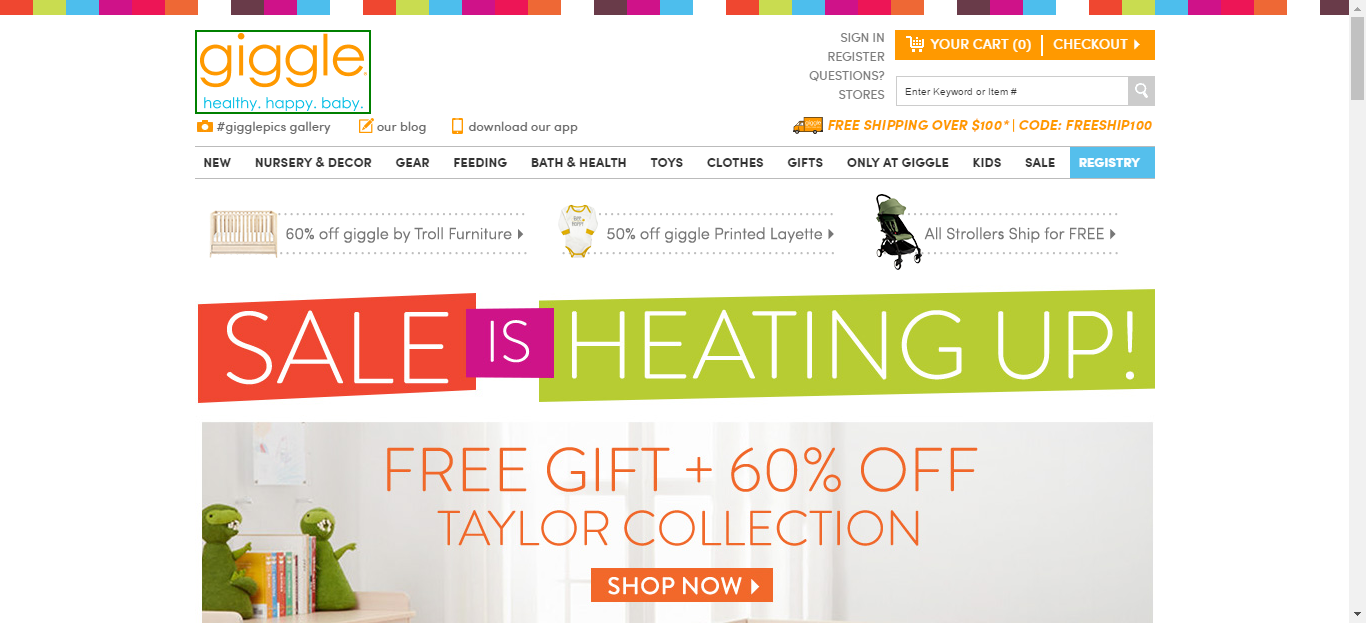 giggle
healthy. happy. baby.
SIGN IN
REGISTER
QUESTIONS?
STORES
YOUR CART (0)
CHECKOUT
Enter Keyword or Item #
#gigglepics gallery
our blog
download our app
FREE SHIPPING OVER $100* | CODE: FREESHIP100
NEW NURSERY & DECOR GEAR FEEDING BATH & HEALTH TOYS CLOTHES GIFTS ONLY AT GIGGLE KIDS SALE REGISTRY
60% off giggle by Troll Furniture
50% off giggle Printed Layette
All Strollers Ship for FREE
SALE IS HEATING UP!
FREE GIFT + 60% OFF
TAYLOR COLLECTION
SHOP NOW